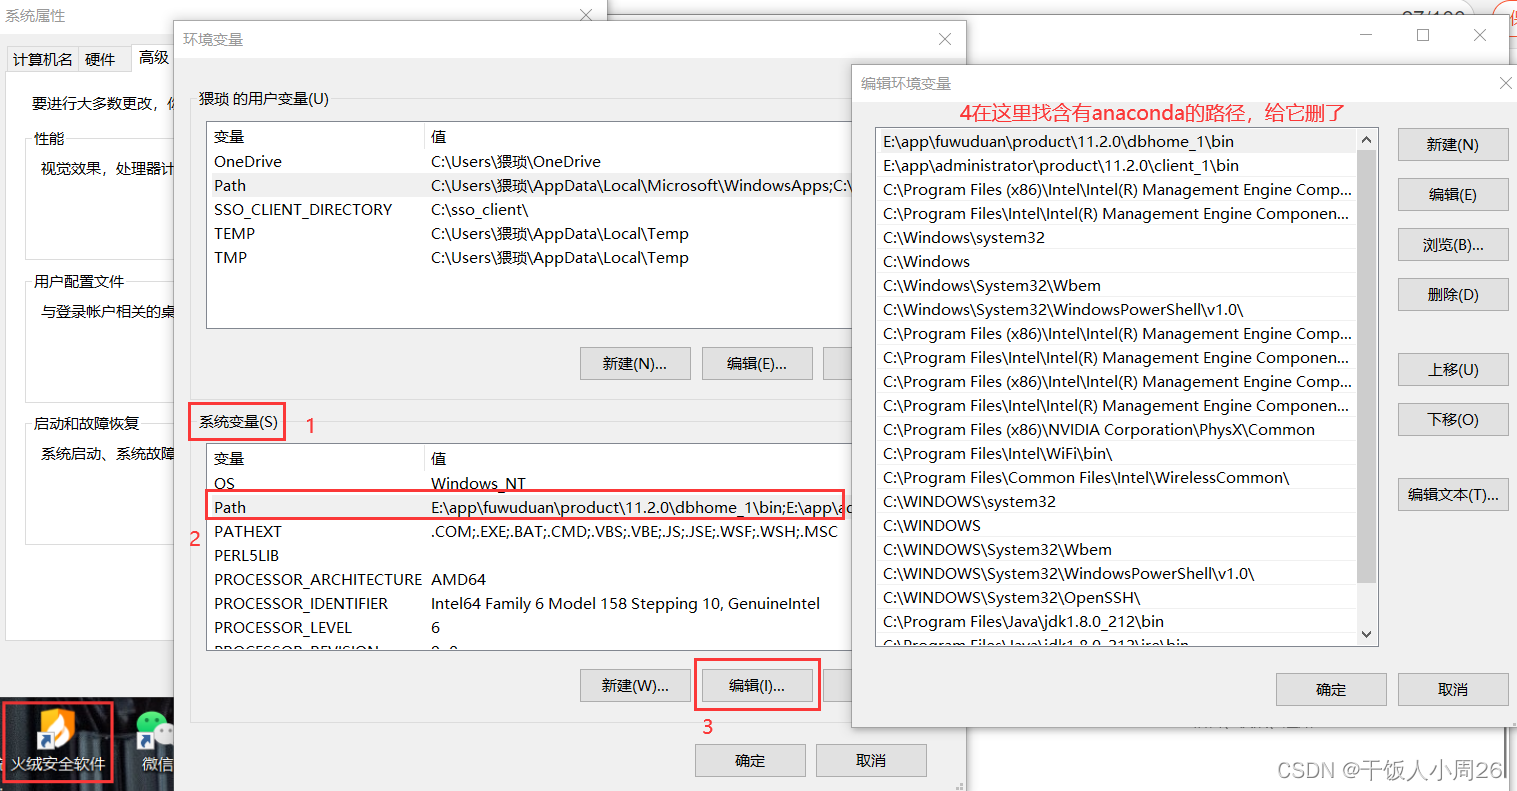 系统属性
计算机名
硬件
高级
要进行大多数更改，
性能
视觉效果，处理器计
用户配置文件
与登录帐户相关的桌
启动和故障恢复
系统启动、系统故障
火绒安全软件
微信
环境变量
猥琐 的用户变量(U)
变量 值
OneDrive C:\Users\猥琐\OneDrive
Path C:\Users\猥琐\AppData\Local\Microsoft\WindowsApps;C:\
SSO_CLIENT_DIRECTORY C:\sso_client\
TEMP C:\Users\猥琐\AppData\Local\Temp
TMP C:\Users\猥琐\AppData\Local\Temp
新建(N)...
编辑(E)...
系统变量(S)
1
变量 值
OS Windows_NT
Path E:\app\fuwuduan\product\11.2.0\dbhome_1\bin;E:\app\ad
2
PATHEXT .COM;.EXE;.BAT;.CMD;.VBS;.VBE;.JS;.JSE;.WSF;.WSH;.MSC
PERL5LIB
PROCESSOR_ARCHITECTURE AMD64
PROCESSOR_IDENTIFIER Intel64 Family 6 Model 158 Stepping 10, GenuineIntel
PROCESSOR_LEVEL 6
新建(W)...
编辑(I)...
3
确定
取消
编辑环境变量
4在这里找含有anaconda的路径，给它删了
E:\app\fuwuduan\product\11.2.0\dbhome_1\bin
E:\app\administrator\product\11.2.0\client_1\bin
C:\Program Files (x86)\Intel\Intel(R) Management Engine Comp...
C:\Program Files\Intel\Intel(R) Management Engine Componen...
C:\Windows\system32
C:\Windows
C:\Windows\System32\Wbem
C:\Windows\System32\WindowsPowerShell\v1.0\
C:\Program Files (x86)\Intel\Intel(R) Management Engine Comp...
C:\Program Files\Intel\Intel(R) Management Engine Componen...
C:\Program Files (x86)\Intel\Intel(R) Management Engine Comp...
C:\Program Files\Intel\Intel(R) Management Engine Componen...
C:\Program Files (x86)\NVIDIA Corporation\PhysX\Common
C:\Program Files\Intel\WiFi\bin\
C:\Program Files\Common Files\Intel\WirelessCommon\
C:\WINDOWS\system32
C:\WINDOWS
C:\WINDOWS\System32\Wbem
C:\WINDOWS\System32\WindowsPowerShell\v1.0\
C:\WINDOWS\System32\OpenSSH\
C:\Program Files\Java\jdk1.8.0_212\bin
C:\Program Files\Java\jdk1.8.0_212\jre\bin
新建(N)
编辑(E)
浏览(B)...
删除(D)
上移(U)
下移(O)
编辑文本(T)...
确定
取消
CSDN @干饭人小周26